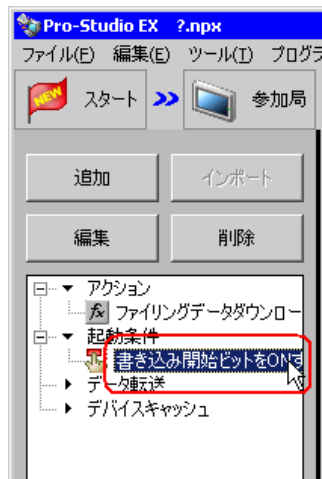 Pro-Studio EX ?.npx
ファイル(F) 編集(E) ツール(T) プログラ
NEW スタート 参加局
追加 インポート
編集 削除
アクション
fx ファイリングデータダウンロー
起動条件
書き込み開始ビットをONす
データ転送
デバイスキャッシュ